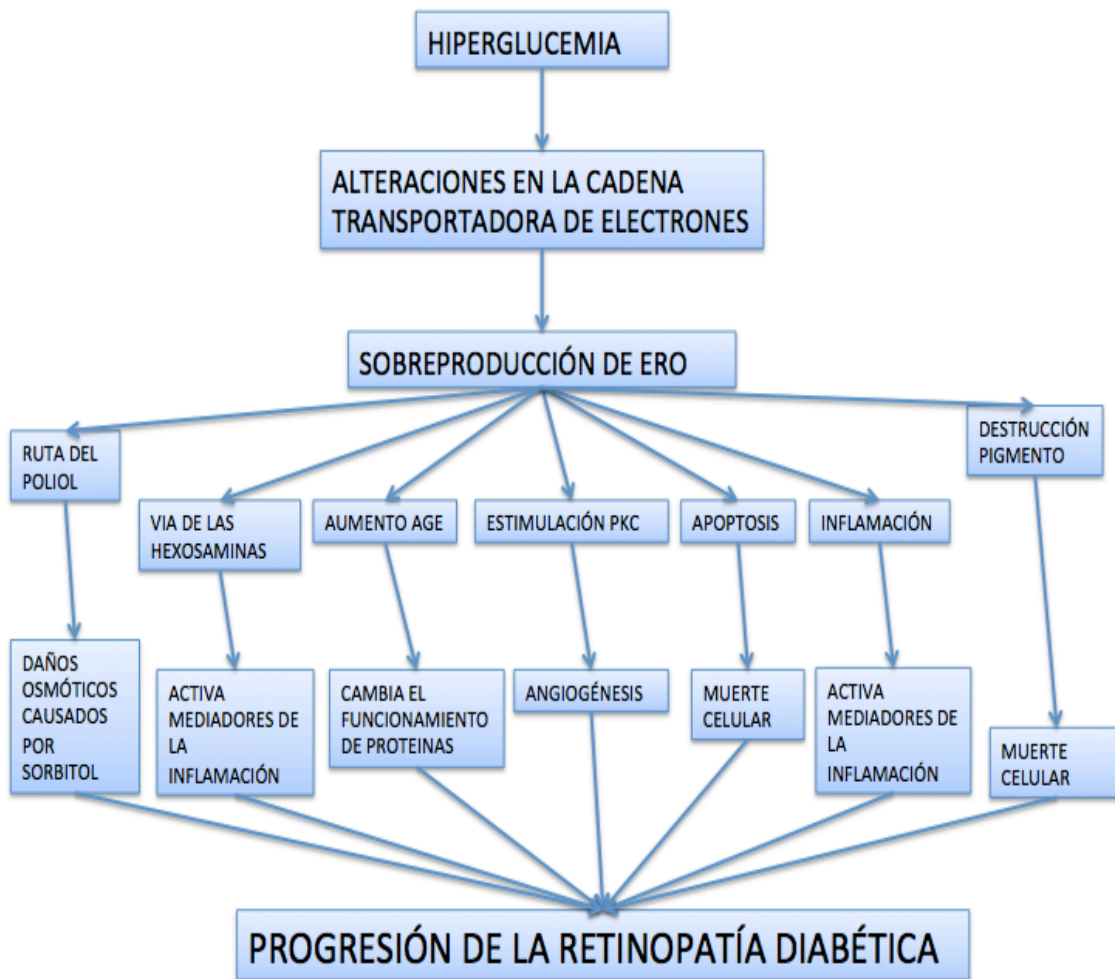 HIPERGLUCEMIA
ALTERACIONES EN LA CADENA
TRANSPORTADORA DE ELECTRONES
SOBREPRODUCCIÓN DE ERO
RUTA DEL
POLIOL
VIA DE LAS
HEXOSAMINAS
AUMENTO AGE
ESTIMULACIÓN PKC
APOPTOSIS
INFLAMACIÓN
DESTRUCCIÓN
PIGMENTO
DAÑOS
OSMÓTICOS
CAUSADOS
POR
SORBITOL
ACTIVA
MEDIADORES DE
LA
INFLAMACIÓN
CAMBIA EL
FUNCIONAMIENTO
DE PROTEINAS
ANGIOGÉNESIS
MUERTE
CELULAR
ACTIVA
MEDIADORES DE
LA
INFLAMACIÓN
MUERTE
CELULAR
PROGRESIÓN DE LA RETINOPATÍA DIABÉTICA